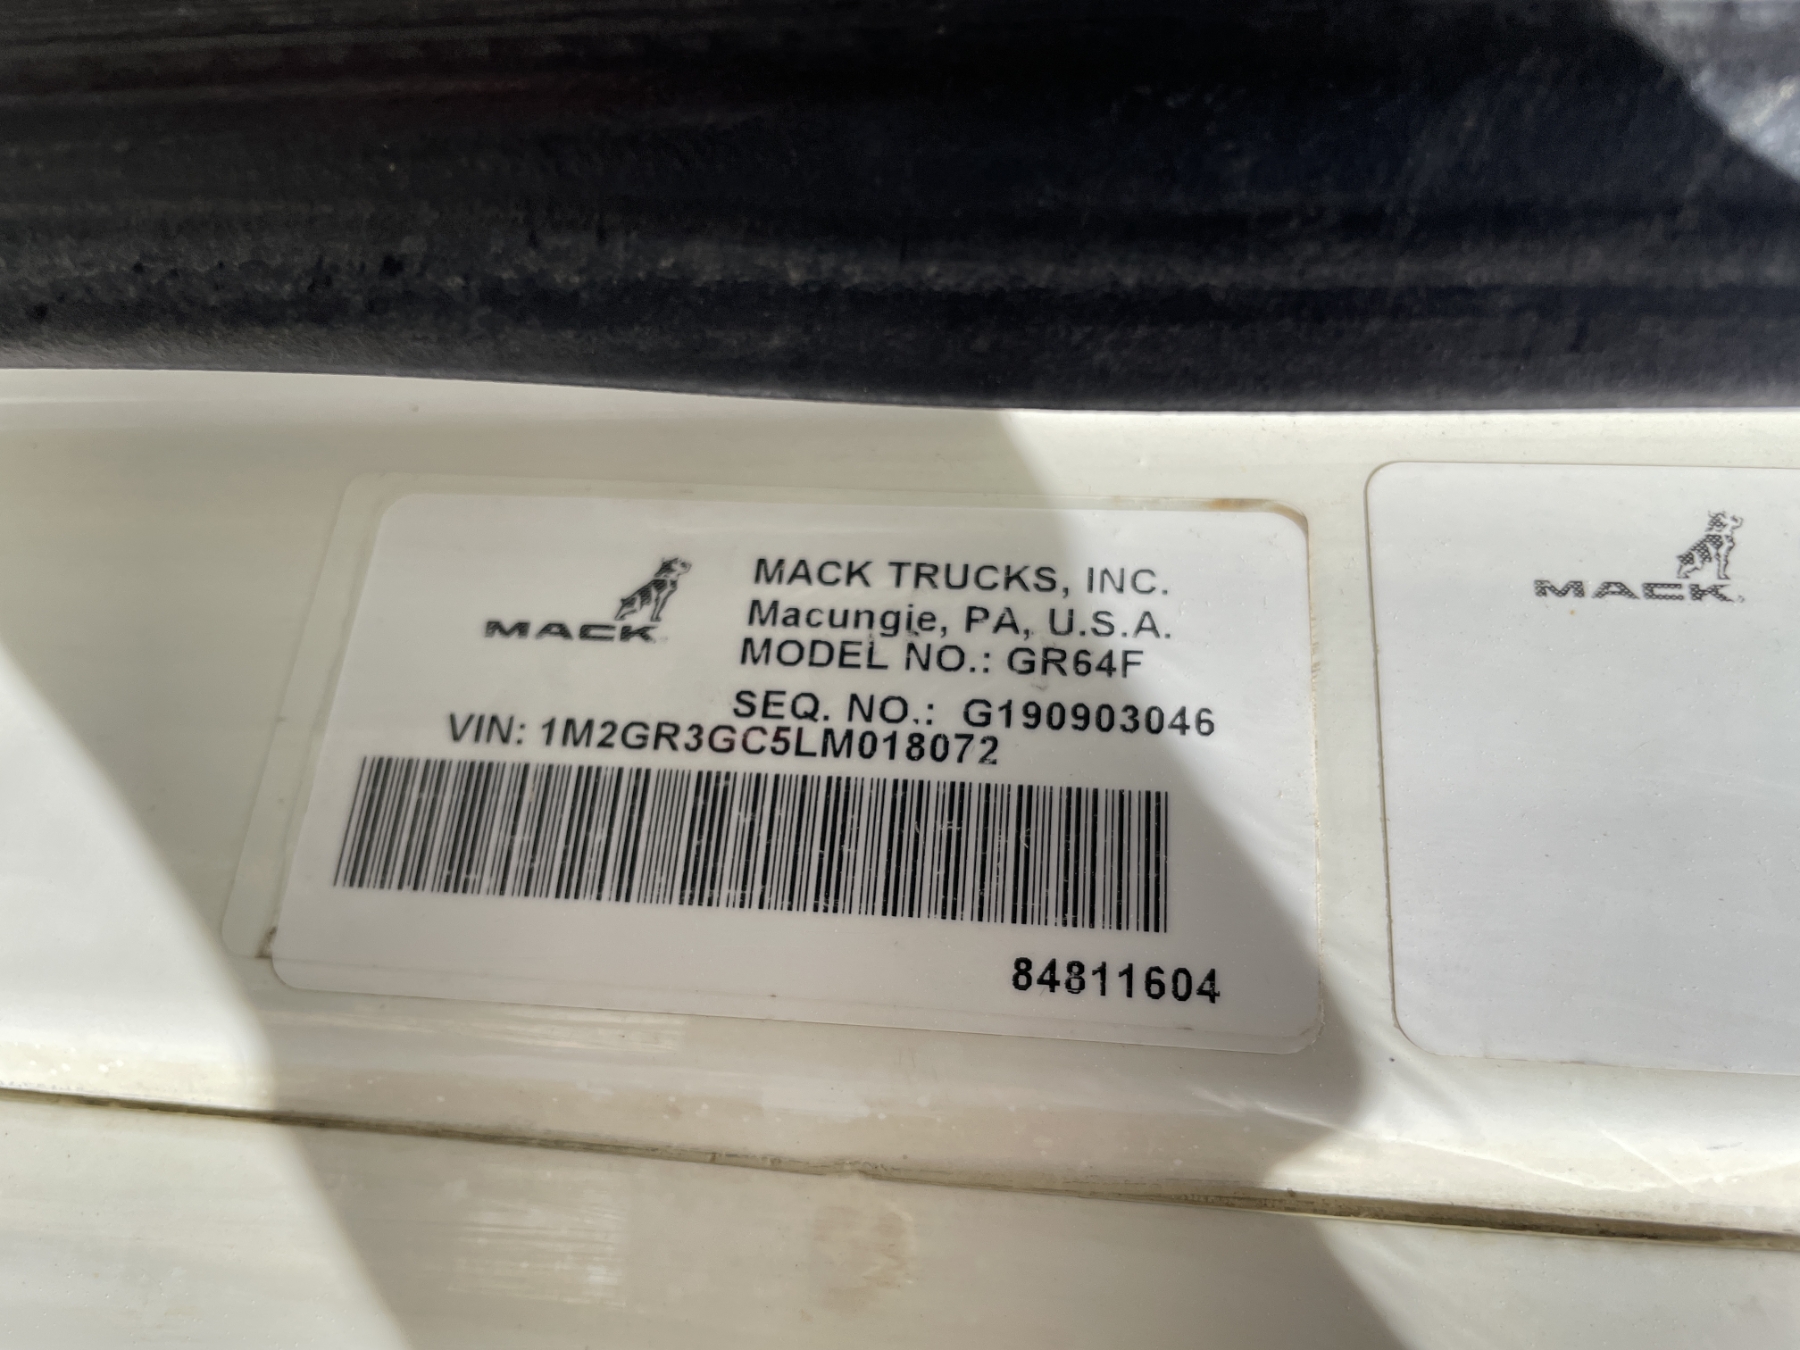 MACK
MACK TRUCKS, INC.
Macungie, PA, U.S.A.
MODEL NO.: GR64F
SEQ. NO.: G190903046
VIN: 1M2GR3GC5LM018072
84811604
MACK